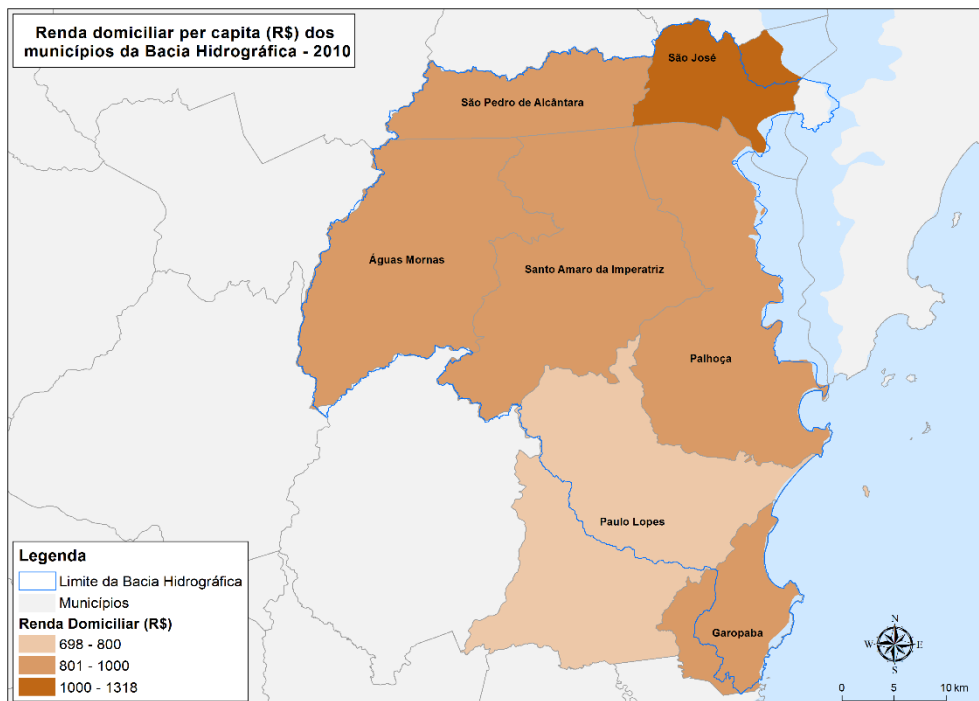 Renda domiciliar per capita (R$) dos
municípios da Bacia Hidrográfica - 2010
São José
São Pedro de Alcântara
Águas Mornas
Santo Amaro da Imperatriz
Palhoça
Paulo Lopes
Garopaba
Legenda
Limite da Bacia Hidrográfica
Municípios
Renda Domiciliar (R$)
698 - 800
801 - 1000
1000 - 1318
N
W E
S
0 5 10 km